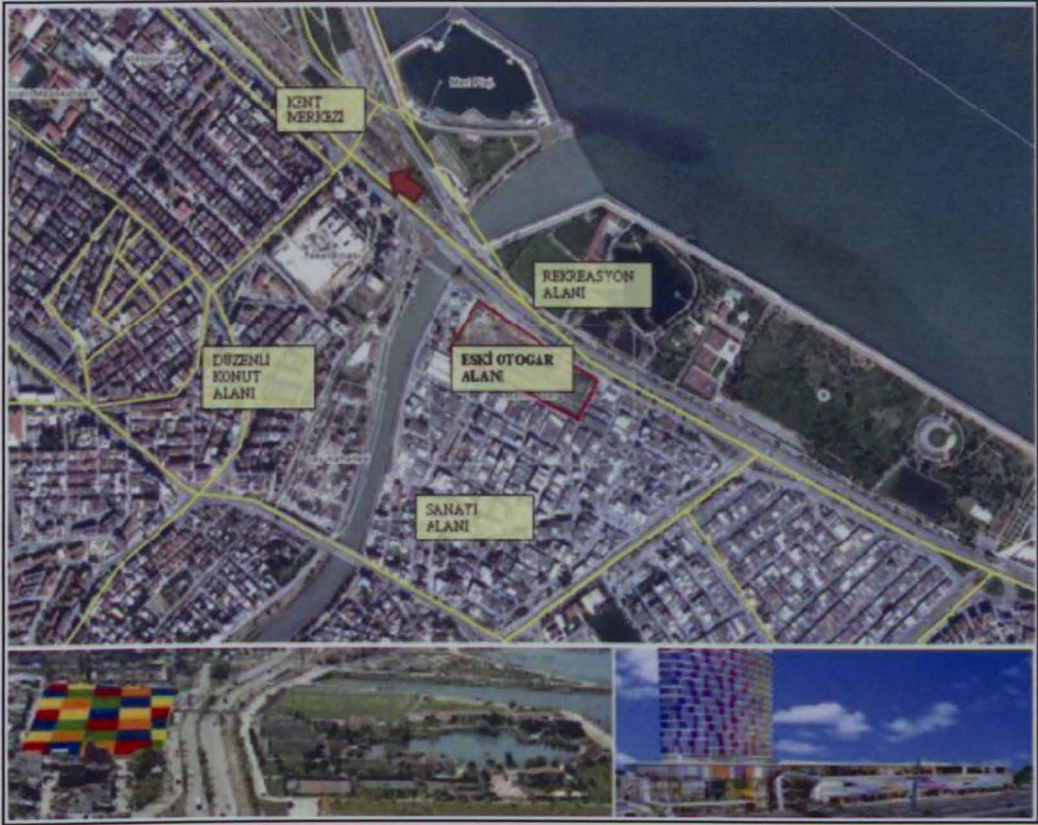 KENT
MERKEZİ
REKREASYON
ALANI
ESKİ OTOGAR
ALANI
DÜZENLİ
KONUT
ALANI
SANAYİ
ALANI